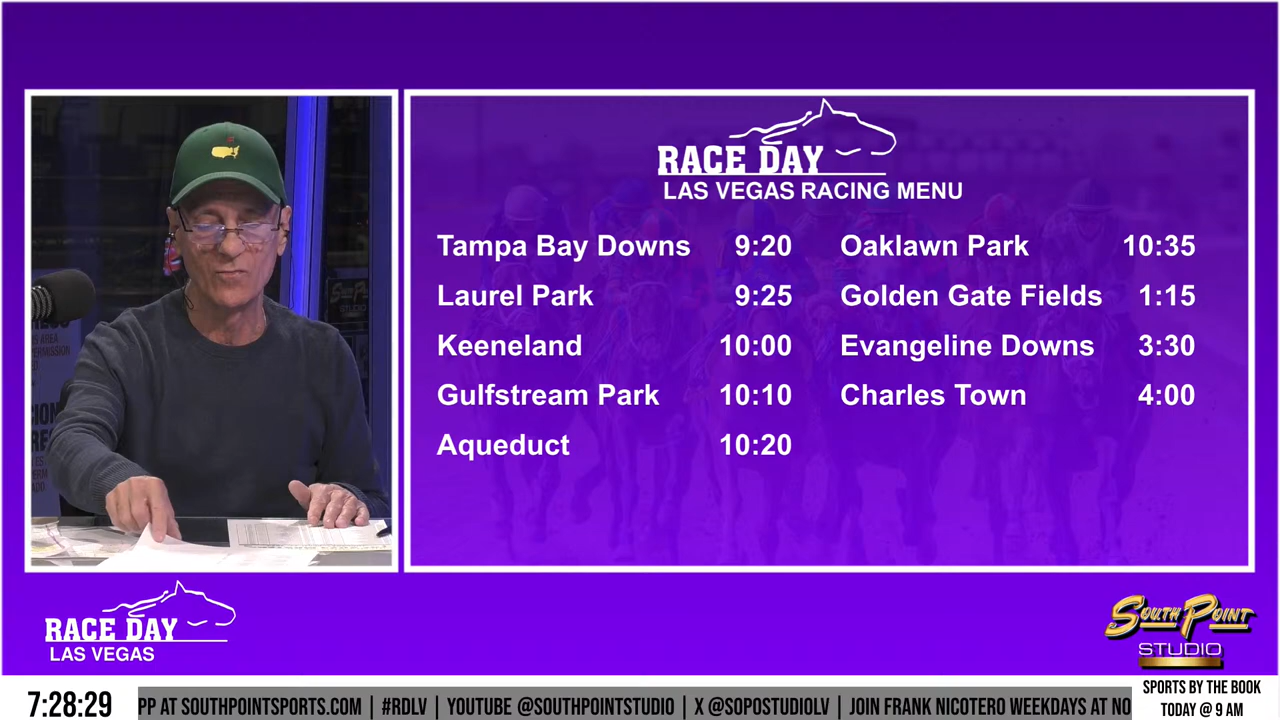 RACE DAY
LAS VEGAS RACING MENU
Tampa Bay Downs 9:20
Laurel Park 9:25
Keeneland 10:00
Gulfstream Park 10:10
Aqueduct 10:20
Oaklawn Park 10:35
Golden Gate Fields 1:15
Evangeline Downs 3:30
Charles Town 4:00
RACE DAY
LAS VEGAS
SOUTH POINT
STUDIO
7:28:29
PP AT SOUTHPOINTSPORTS.COM | #RDLV | YOUTUBE @SOUTHPOINTSTUDIO | X @SOPOSTUDIOLV | JOIN FRANK NICOTERO WEEKDAYS AT NO
SPORTS BY THE BOOK
TODAY @ 9 AM